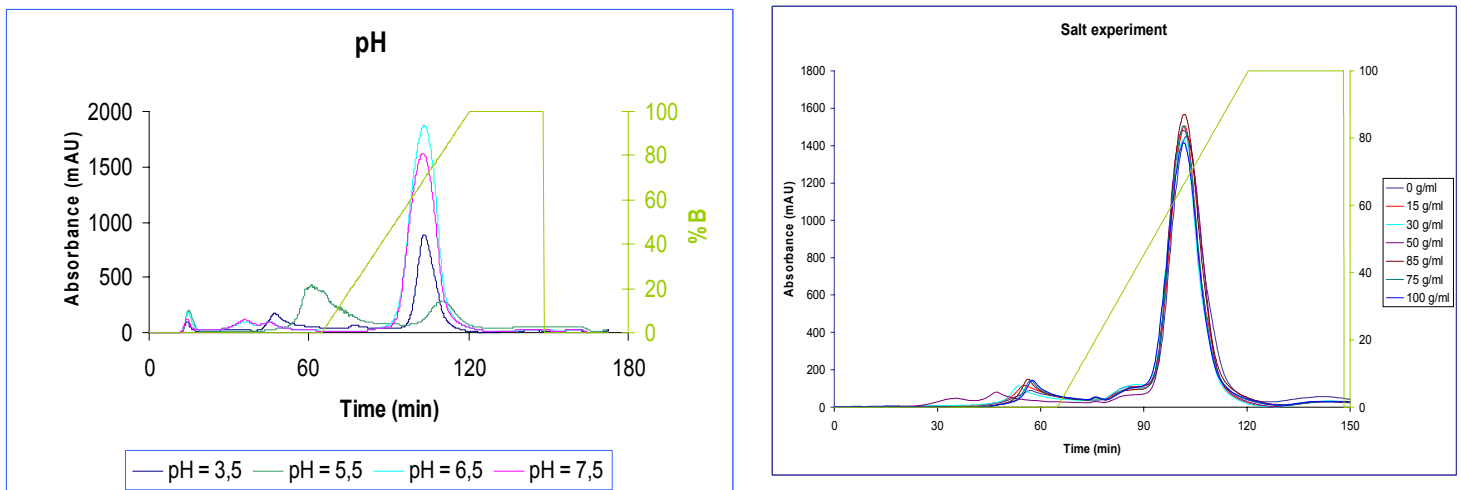 pH
Absorbance (mAU)
2000
1500
1000
500
0
100
80
60
40
20
0
%B
0 60 120 180
Time (min)
pH = 3,5 pH = 5,5 pH = 6,5 pH = 7,5
Salt experiment
Absorbance (mAU)
1800
1600
1400
1200
1000
800
600
400
200
0
100
80
60
40
20
0
0 30 60 90 120 150
Time (min)
0 g/ml
15 g/ml
30 g/ml
50 g/ml
85 g/ml
75 g/ml
100 g/ml